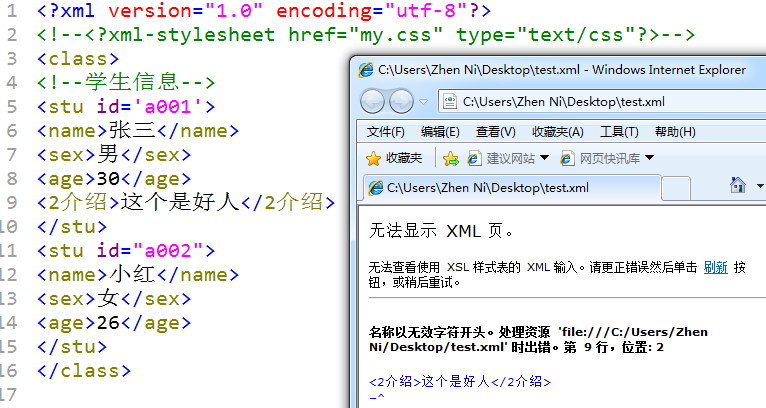 1 <?xml version="1.0" encoding="utf-8"?>
2 <!--<?xml-stylesheet href="my.css" type="text/css"?>-->
3 <class>
4 <!--学生信息-->
5 <stu id='a001'>
6 <name>张三</name>
7 <sex>男</sex>
8 <age>30</age>
9 <2介绍>这个是好人</2介绍>
10 </stu>
11 <stu id="a002">
12 <name>小红</name>
13 <sex>女</sex>
14 <age>26</age>
15 </stu>
16 </class>
17
C:\Users\Zhen Ni\Desktop\test.xml - Windows Internet Explorer
C:\Users\Zhen Ni\Desktop\test.xml
文件(F) 编辑(E) 查看(V) 收藏夹(A) 工具(T) 帮助(H)
收藏夹 建议网站 网页快讯库
C:\Users\Zhen Ni\Desktop\test.xml
无法显示 XML 页。
无法查看使用 XSL 样式表的 XML 输入。请更正错误然后单击 刷新 按
钮，或稍后重试。
名称以无效字符开头。处理资源 'file:///C:/Users/Zhen
Ni/Desktop/test.xml' 时出错。第 9 行，位置: 2
<2介绍>这个是好人</2介绍>
-^